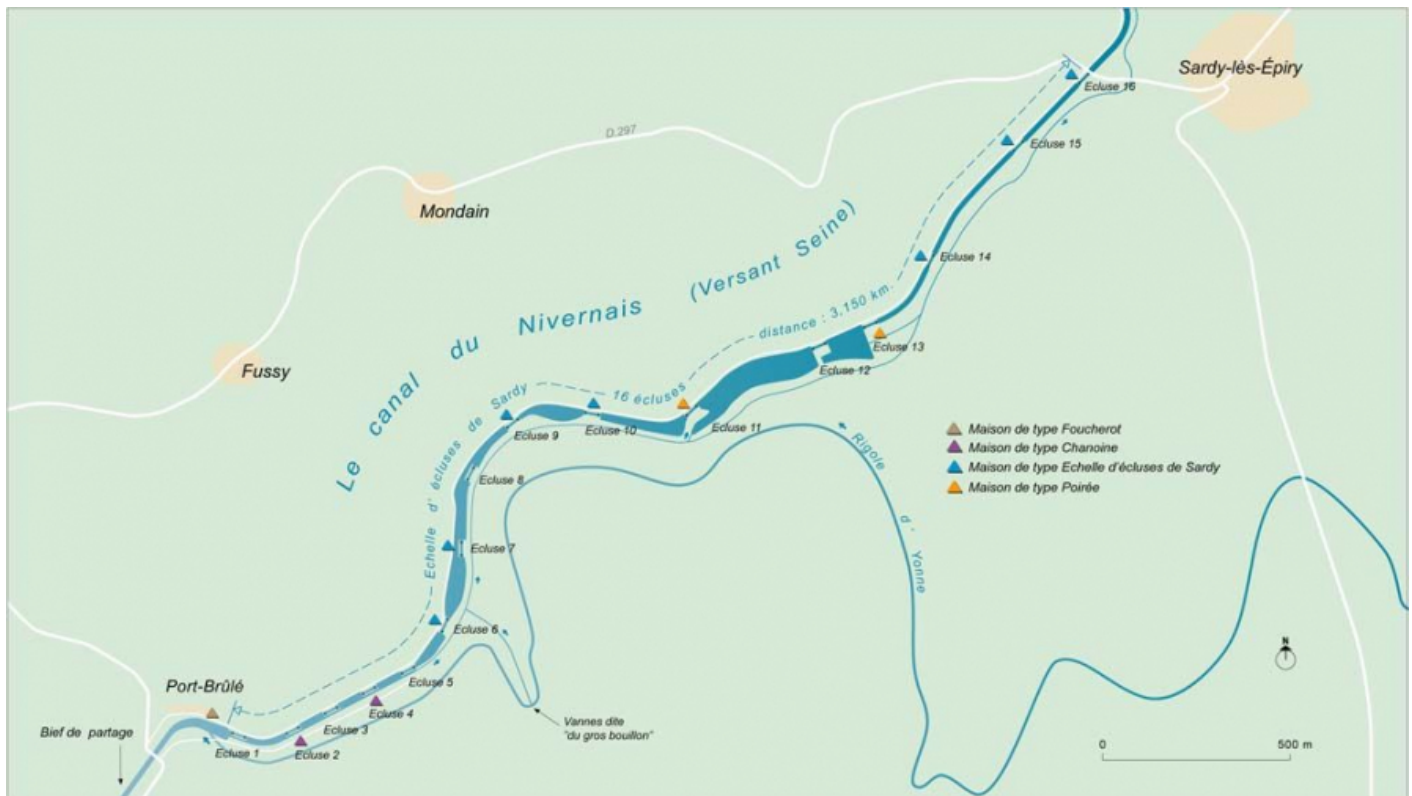 Sardy-lès-Épiry
Ecluse 16
D.297
Ecluse 15
Mondain
Le canal du Nivernais (Versant Seine)
Ecluse 14
distance : 3,150 km.
Ecluse 13
Fussy
Ecluse 12
16 écluses
Echelle d' écluses de Sardy
Ecluse 11
Ecluse 10
Ecluse 9
Maison de type Foucherot
Maison de type Chanoine
Maison de type Echelle d'écluses de Sardy
Maison de type Poirée
Rigole d' Yonne
Ecluse 8
Ecluse 7
Ecluse 6
N
Ecluse 5
Port-Brûlé
Ecluse 4
Ecluse 3
Vannes dite
"du gros bouillon"
Bief de partage
Ecluse 1
Ecluse 2
0 500 m